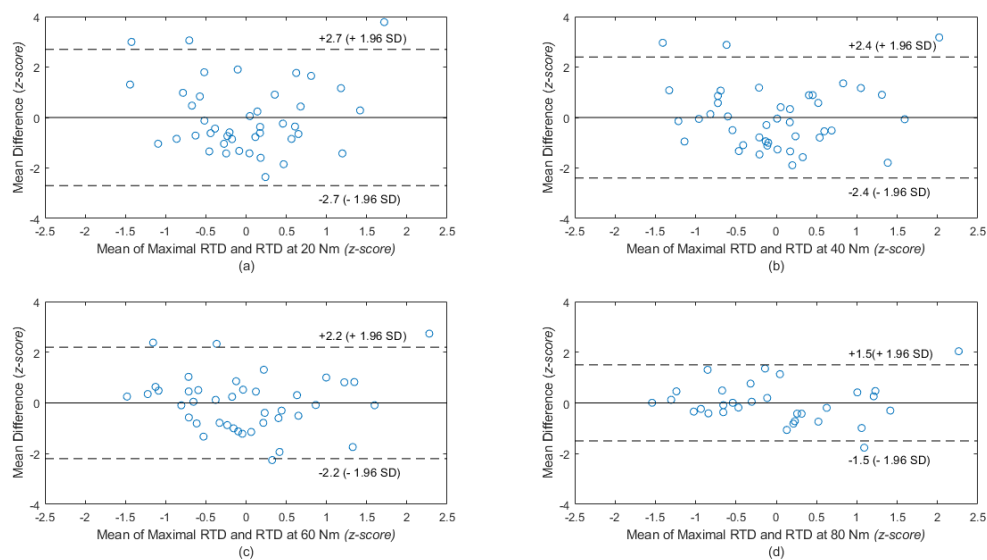 4
2
0
-2
-4
Mean Difference (z-score)
+2.7 (+ 1.96 SD)
-2.7 (- 1.96 SD)
-2.5 -2 -1.5 -1 -0.5 0 0.5 1 1.5 2 2.5
Mean of Maximal RTD and RTD at 20 Nm (z-score)
(a)
4
2
0
-2
-4
Mean Difference (z-score)
+2.4 (+ 1.96 SD)
-2.4 (- 1.96 SD)
-2.5 -2 -1.5 -1 -0.5 0 0.5 1 1.5 2 2.5
Mean of Maximal RTD and RTD at 40 Nm (z-score)
(b)
4
2
0
-2
-4
Mean Difference (z-score)
+2.2 (+ 1.96 SD)
-2.2 (- 1.96 SD)
-2.5 -2 -1.5 -1 -0.5 0 0.5 1 1.5 2 2.5
Mean of Maximal RTD and RTD at 60 Nm (z-score)
(c)
4
2
0
-2
-4
Mean Difference (z-score)
+1.5(+ 1.96 SD)
-1.5 (- 1.96 SD)
-2.5 -2 -1.5 -1 -0.5 0 0.5 1 1.5 2 2.5
Mean of Maximal RTD and RTD at 80 Nm (z-score)
(d)